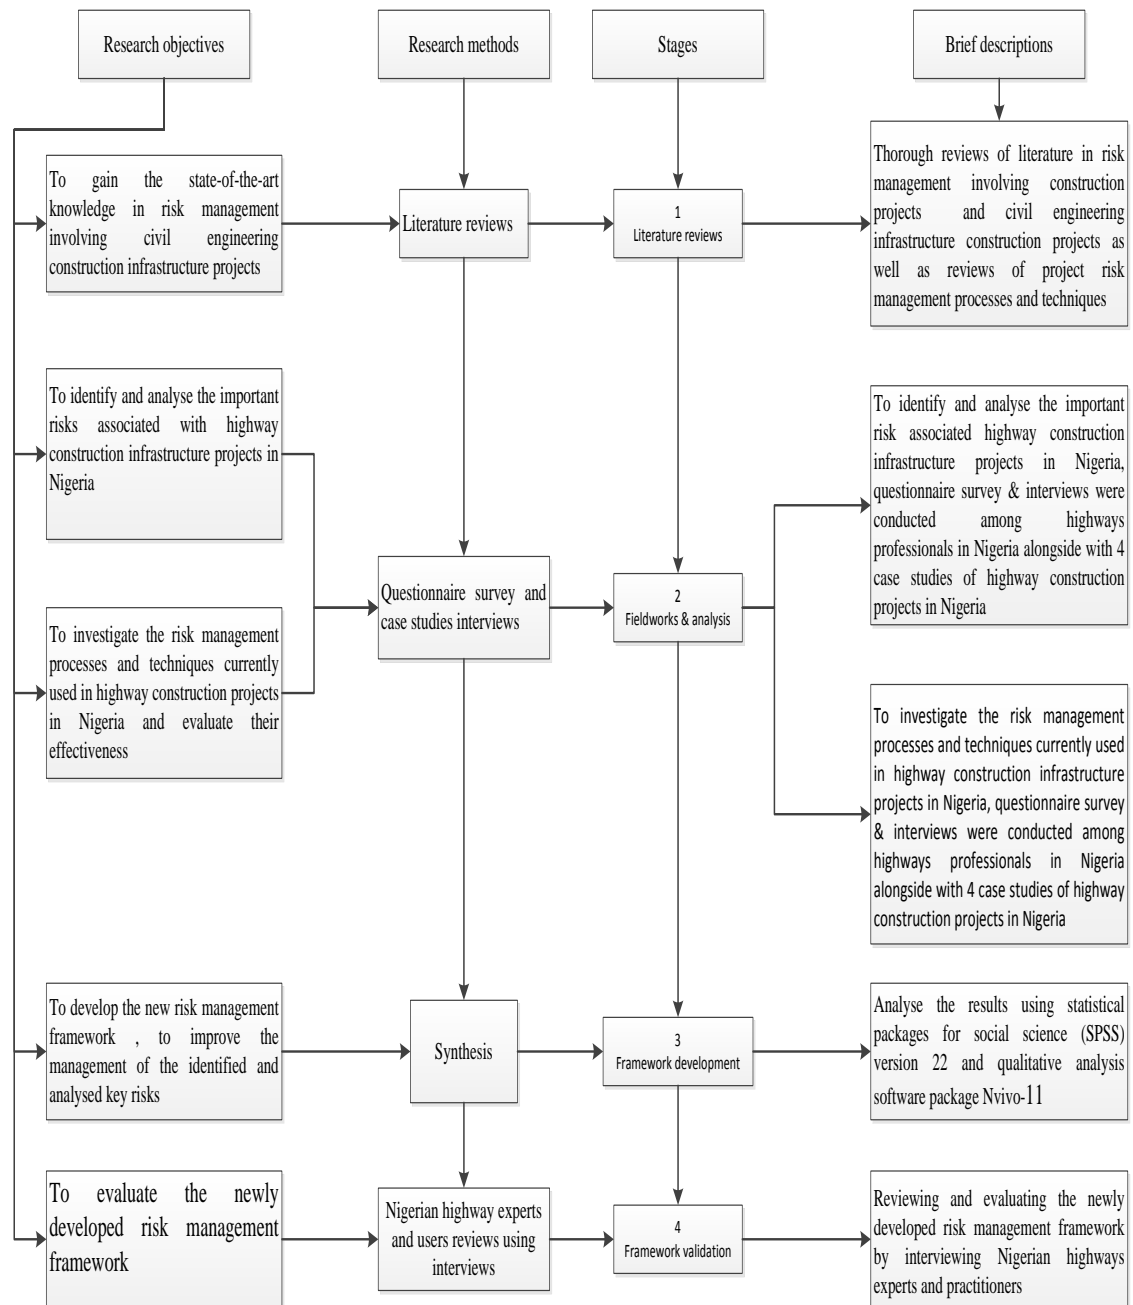 Research objectives
Research methods
Stages
Brief descriptions
To gain the state-of-the-art
knowledge in risk management
involving civil engineering
construction infrastructure projects
Literature reviews
1
Literature reviews
Thorough reviews of literature in risk
management involving construction
projects and civil engineering
infrastructure construction projects as
well as reviews of project risk
management processes and techniques
To identify and analyse the important
risks associated with highway
construction infrastructure projects in
Nigeria
To investigate the risk management
processes and techniques currently
used in highway construction projects
in Nigeria and evaluate their
effectiveness
Questionnaire survey and
case studies interviews
2
Fieldworks & analysis
To identify and analyse the important
risk associated highway construction
infrastructure projects in Nigeria,
questionnaire survey & interviews were
conducted among highways
professionals in Nigeria alongside with 4
case studies of highway construction
projects in Nigeria
To investigate the risk management
processes and techniques currently used
in highway construction infrastructure
projects in Nigeria, questionnaire survey
& interviews were conducted among
highways professionals in Nigeria
alongside with 4 case studies of highway
construction projects in Nigeria
To develop the new risk management
framework , to improve the
management of the identified and
analysed key risks
Synthesis
3
Framework development
Analyse the results using statistical
packages for social science (SPSS)
version 22 and qualitative analysis
software package Nvivo-11
To evaluate the newly
developed risk management
framework
Nigerian highway experts
and users reviews using
interviews
4
Framework validation
Reviewing and evaluating the newly
developed risk management framework
by interviewing Nigerian highways
experts and practitioners